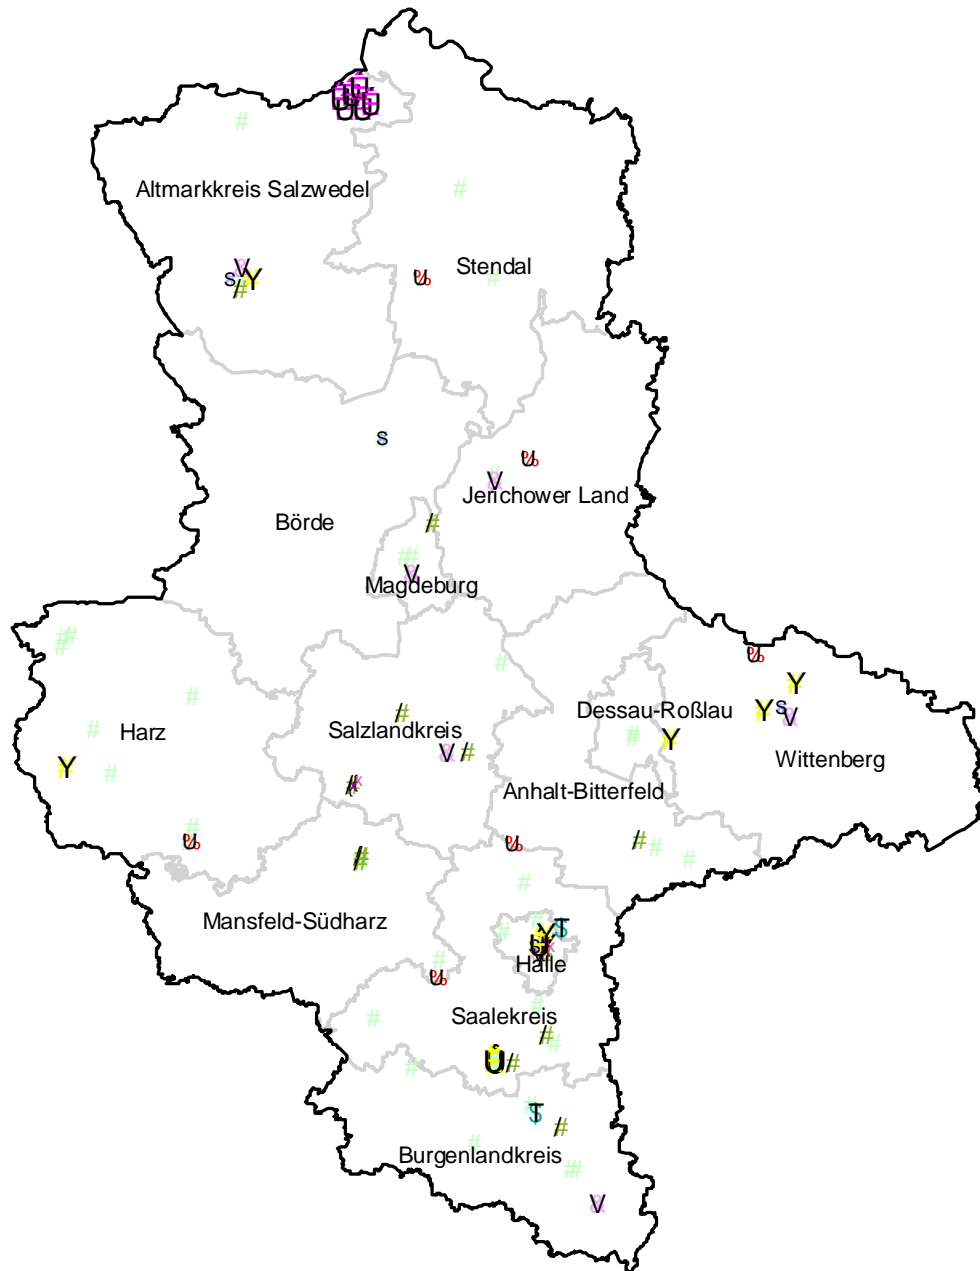 Altmarkkreis Salzwedel
Stendal
Jerichower Land
Börde
Magdeburg
Dessau-Roßlau
Harz
Salzlandkreis
Wittenberg
Anhalt-Bitterfeld
Mansfeld-Südharz
Halle
Saalekreis
Burgenlandkreis